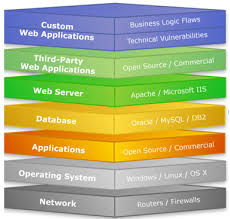 Custom
Web Applications
Business Logic Flaws
Technical Vulnerabilities
Third-Party
Web Applications
Open Source / Commercial
Web Server
Apache / Microsoft IIS
Database
Oracle / MySQL / DB2
Applications
Open Source / Commercial
Operating System
Windows / Linux / OS X
Network
Routers / Firewalls